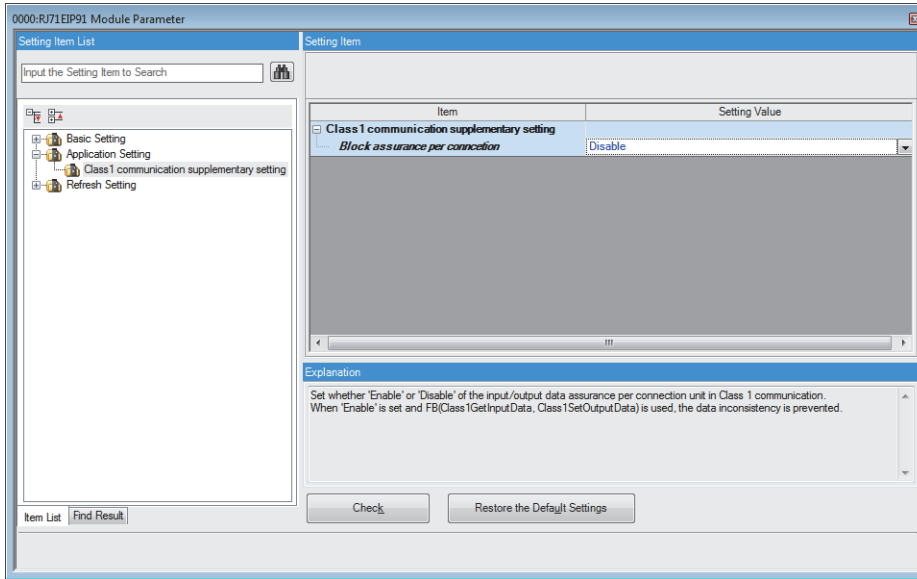 0000:RJ71EIP91 Module Parameter
Setting Item List
Input the Setting Item to Search
Basic Setting
Application Setting
Class1 communication supplementary setting
Refresh Setting
Item List
Find Result
Setting Item
Item
Setting Value
Class1 communication supplementary setting
Block assurance per conncetion
Disable
Explanation
Set whether 'Enable' or 'Disable' of the input/output data assurance per connection unit in Class 1 communication.
When 'Enable' is set and FB(Class1GetInputData, Class1SetOutputData) is used, the data inconsistency is prevented.
Check
Restore the Default Settings